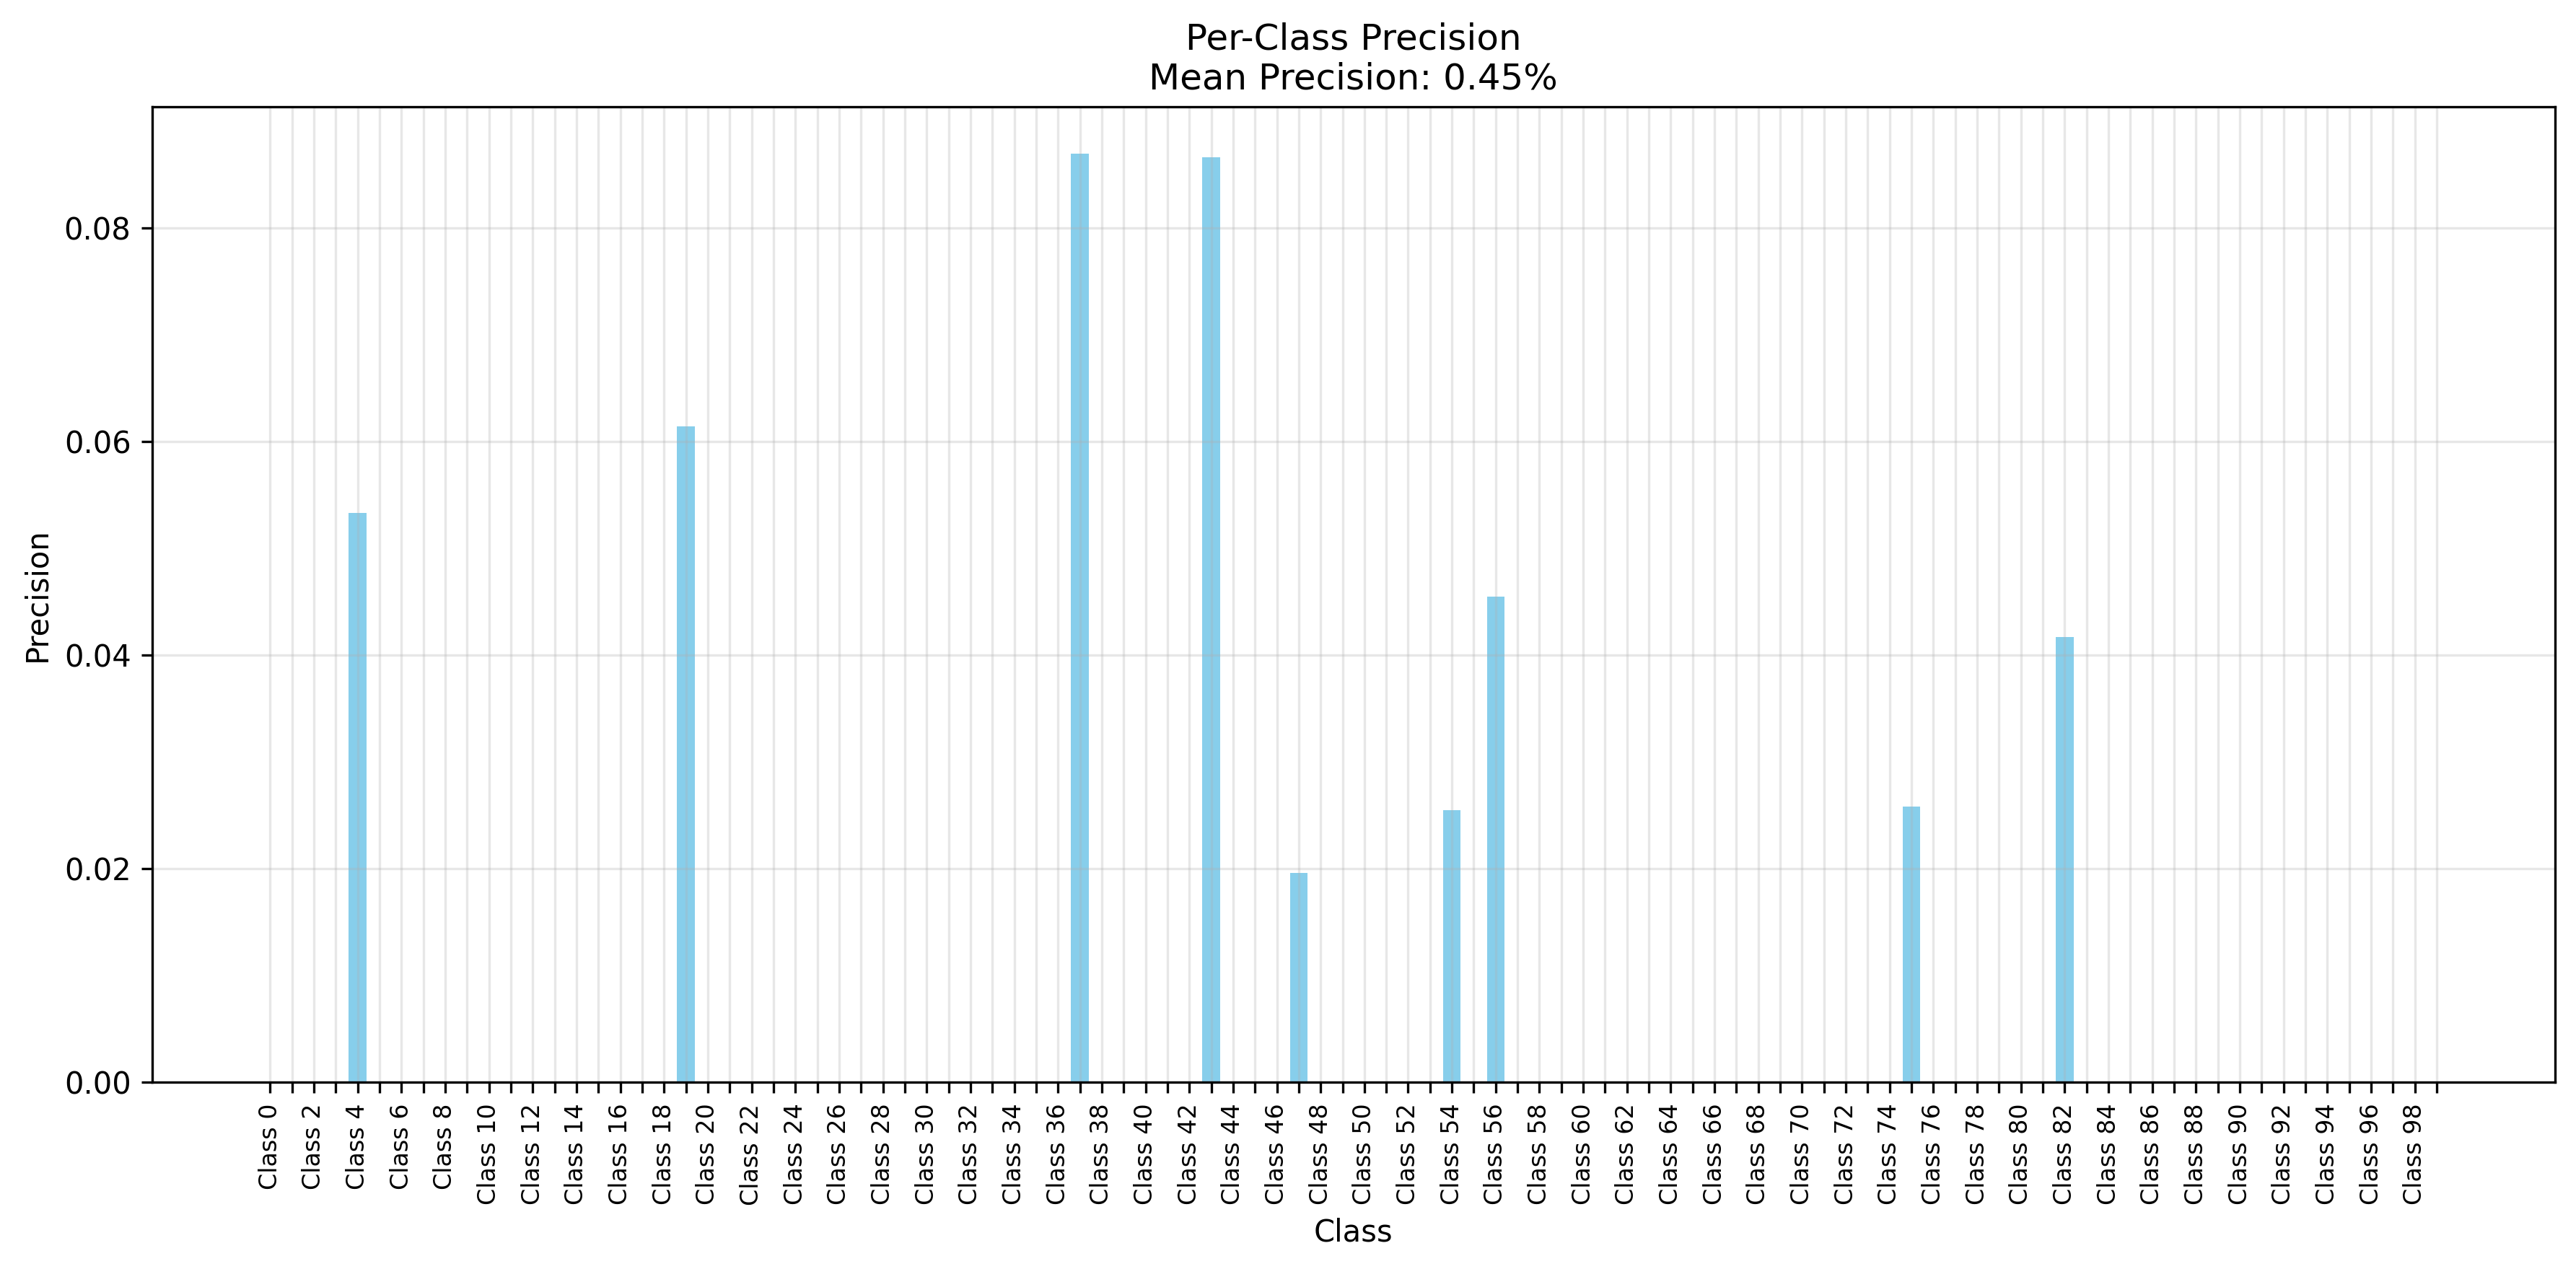 Per-Class Precision
Mean Precision: 0.45%
Precision
0.08
0.06
0.04
0.02
0.00
Class 0
Class 2
Class 4
Class 6
Class 8
Class 10
Class 12
Class 14
Class 16
Class 18
Class 20
Class 22
Class 24
Class 26
Class 28
Class 30
Class 32
Class 34
Class 36
Class 38
Class 40
Class 42
Class 44
Class 46
Class 48
Class 50
Class 52
Class 54
Class 56
Class 58
Class 60
Class 62
Class 64
Class 66
Class 68
Class 70
Class 72
Class 74
Class 76
Class 78
Class 80
Class 82
Class 84
Class 86
Class 88
Class 90
Class 92
Class 94
Class 96
Class 98
Class